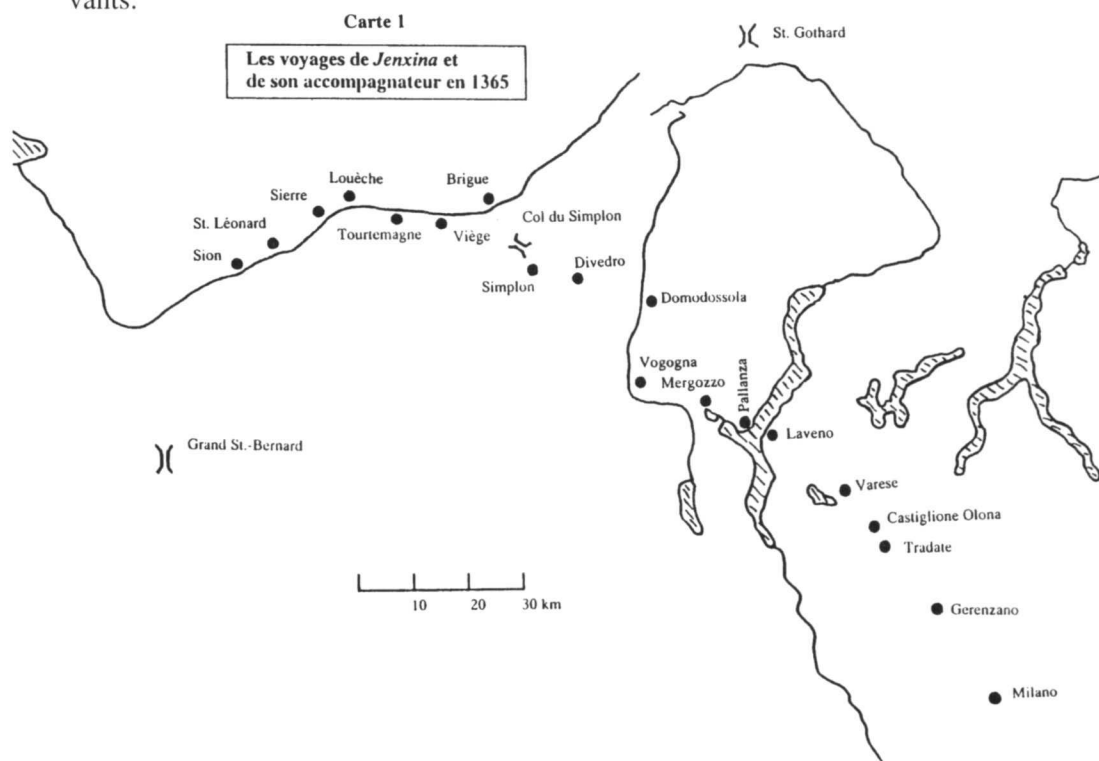 vants.
Carte 1
Les voyages de Jenxina et
de son accompagnateur en 1365
St. Gothard
Louèche
Brigue
Sierre
St. Léonard
Col du Simplon
Tourtemagne
Viège
Sion
Divedro
Simplon
Domodossola
Vogogna
Mergozzo
Pallanza
Laveno
Grand St.-Bernard
Varese
Castiglione Olona
Tradate
10 20 30 km
Gerenzano
Milano